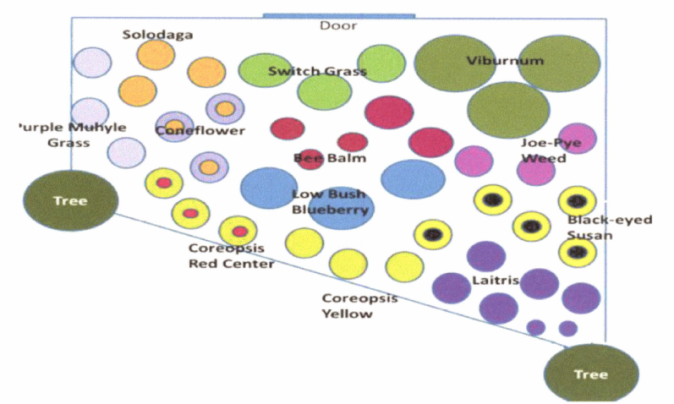 Door
Solodaga
Switch Grass
Viburnum
'urple Muhyle
Grass
Coneflower
Bee Balm
Joe-Pye
Weed
Tree
Low Bush
Blueberry
Black-eyed
Susan
Coreopsis
Red Center
Laitris
Coreopsis
Yellow
Tree